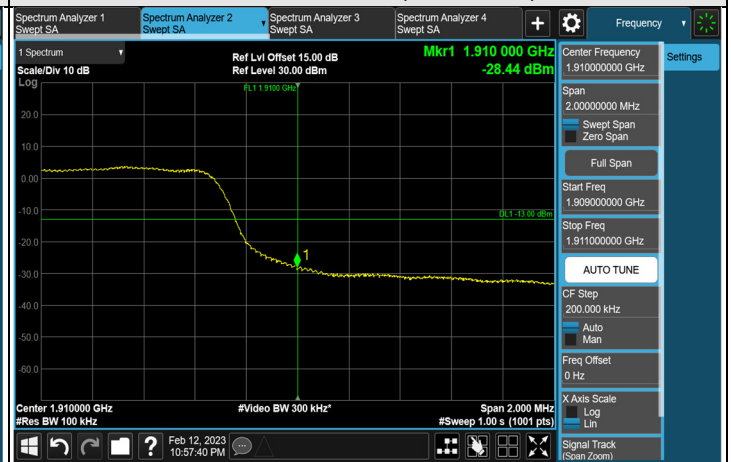 Spectrum Analyzer 1
Swept SA
Spectrum Analyzer 2
Swept SA
Spectrum Analyzer 3
Swept SA
Spectrum Analyzer 4
Swept SA
+
Frequency
1 Spectrum
Scale/Div 10 dB
Log
Ref Lvl Offset 15.00 dB
Ref Level 30.00 dBm
Mkr1 1.910 000 GHz
-28.44 dBm
FL1 1.9100 GHz
20.0
10.0
0.00
-10.0
-20.0
-30.0
-40.0
-50.0
-60.0
DL1 -13.00 dBm
1
Center 1.910000 GHz
#Res BW 100 kHz
#Video BW 300 kHz*
Span 2.000 MHz
#Sweep 1.00 s (1001 pts)
?
Feb 12, 2023
10:57:40 PM
Center Frequency
1.910000000 GHz
Span
2.00000000 MHz
Swept Span
Zero Span
Full Span
Start Freq
1.909000000 GHz
Stop Freq
1.911000000 GHz
AUTO TUNE
CF Step
200.000 kHz
Auto
Man
Freq Offset
0 Hz
X Axis Scale
Log
Lin
Signal Track
(Span Zoom)
Settings